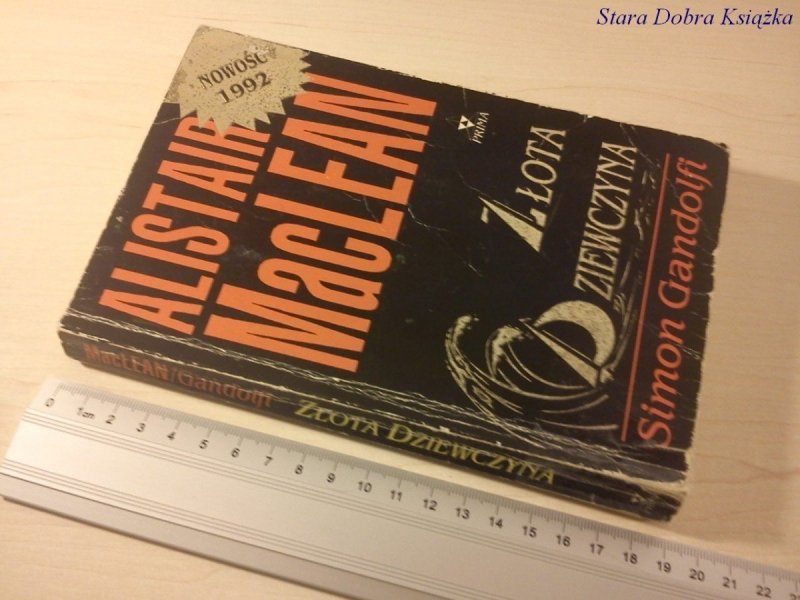 Stara Dobra Książka
NOWOŚĆ
1992
ALISTAIR
MacLEAN
PRIMA
ZŁOTA
DZIEWCZYNA
Simon Gandolfi
MacLEAN/Gandolfi ZŁOTA DZIEWCZYNA
0 1cm 2 3 4 5 6 7 8 9 10 11 12 13 14 15 16 17 18 19 20 21 22